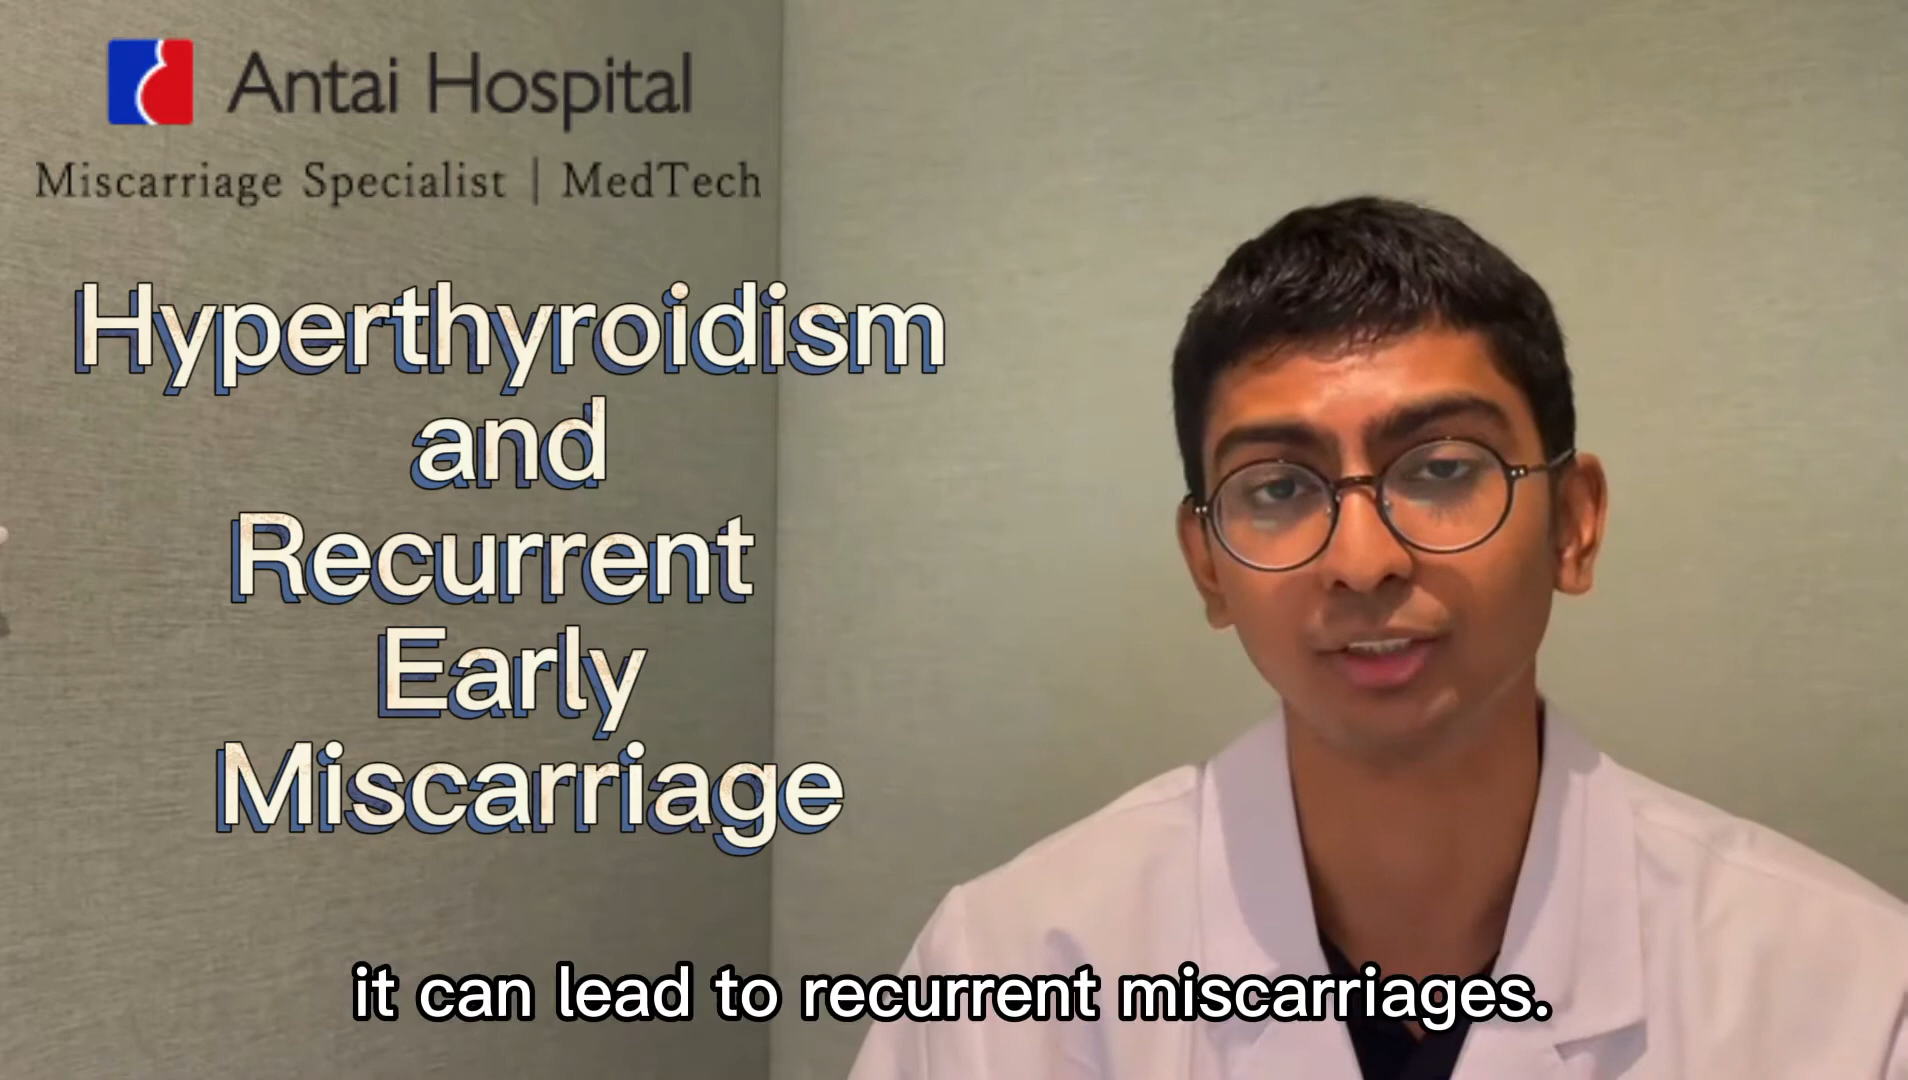 Antai Hospital
Miscarriage Specialist | MedTech
Hyperthyroidism
and
Recurrent
Early
Miscarriage
it can lead to recurrent miscarriages.